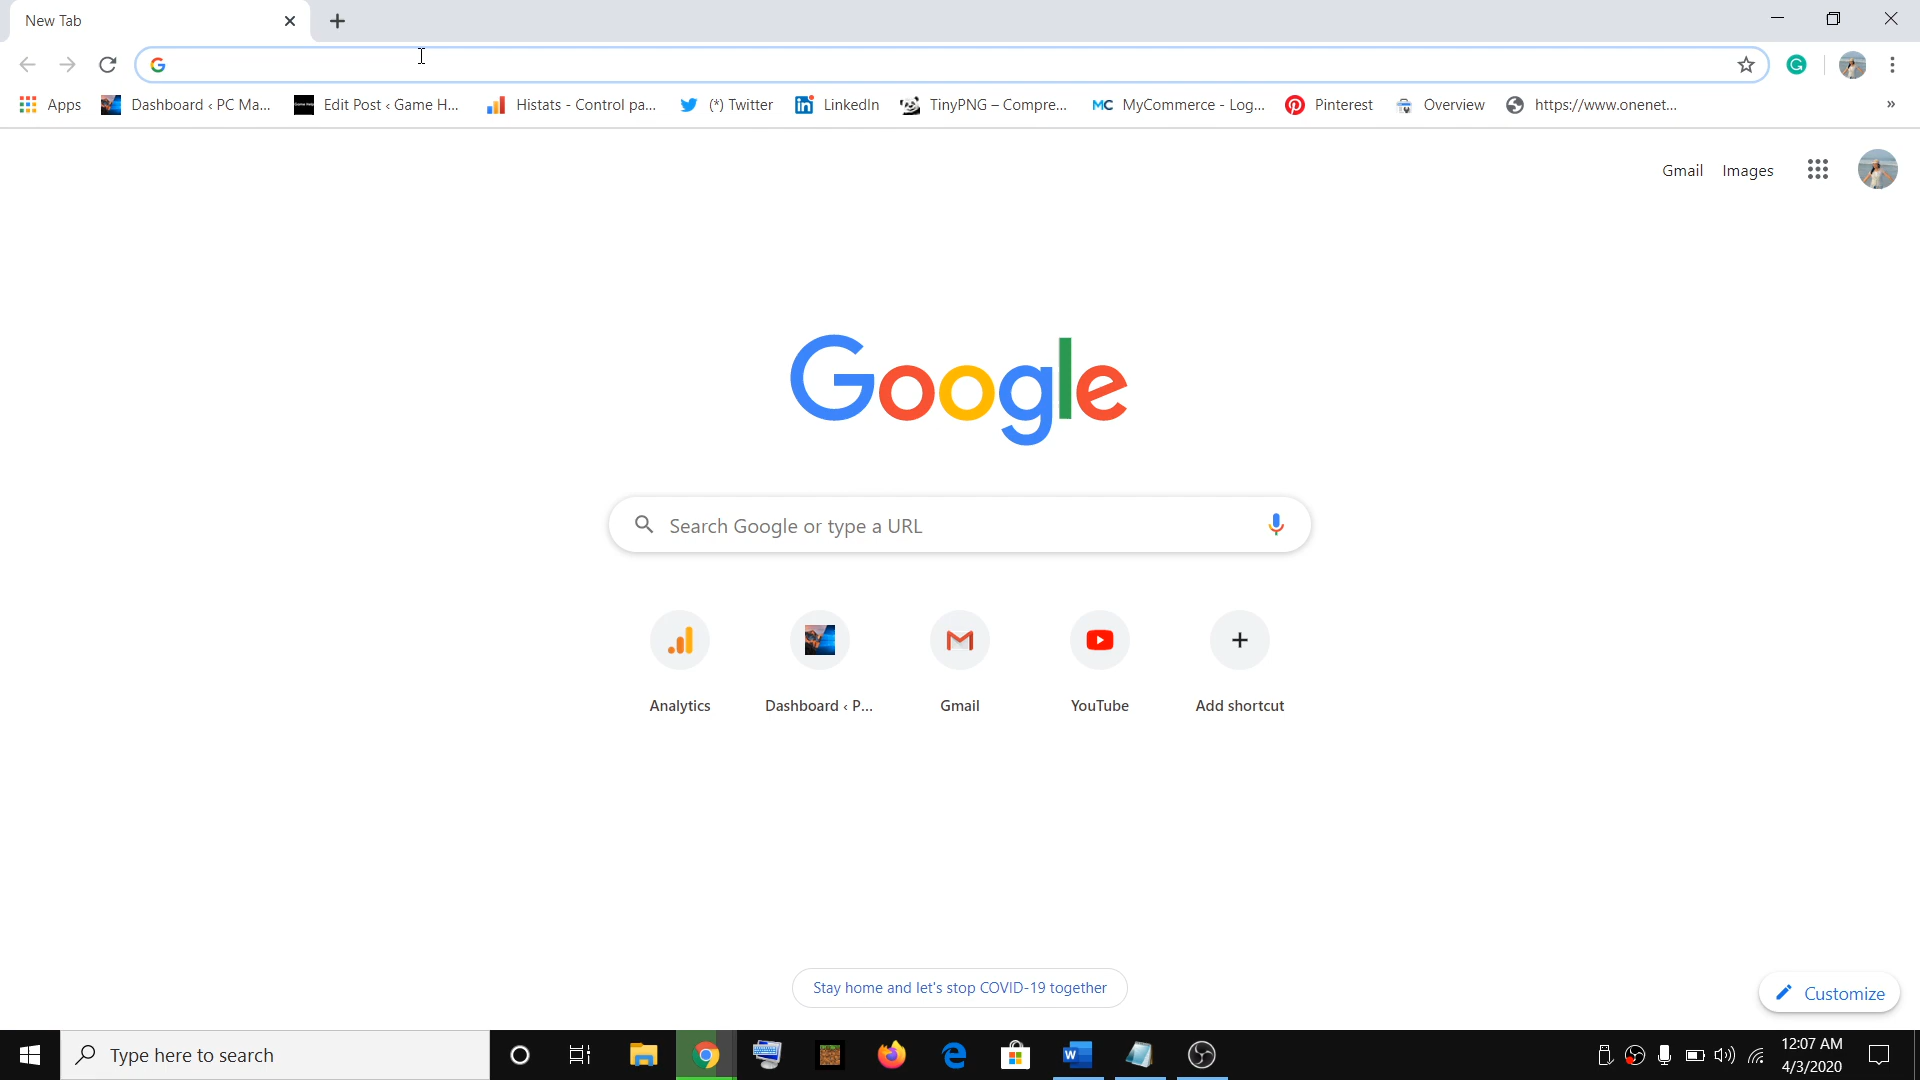 New Tab
Apps Dashboard ‹ PC Ma... Edit Post ‹ Game H... Histats - Control pa... (*) Twitter LinkedIn TinyPNG – Compre... MC MyCommerce - Log... Pinterest Overview https://www.onenet... »
Gmail Images
Google
Search Google or type a URL
Analytics Dashboard ‹ P... Gmail YouTube Add shortcut
Stay home and let's stop COVID-19 together
Customize
Type here to search
12:07 AM
4/3/2020